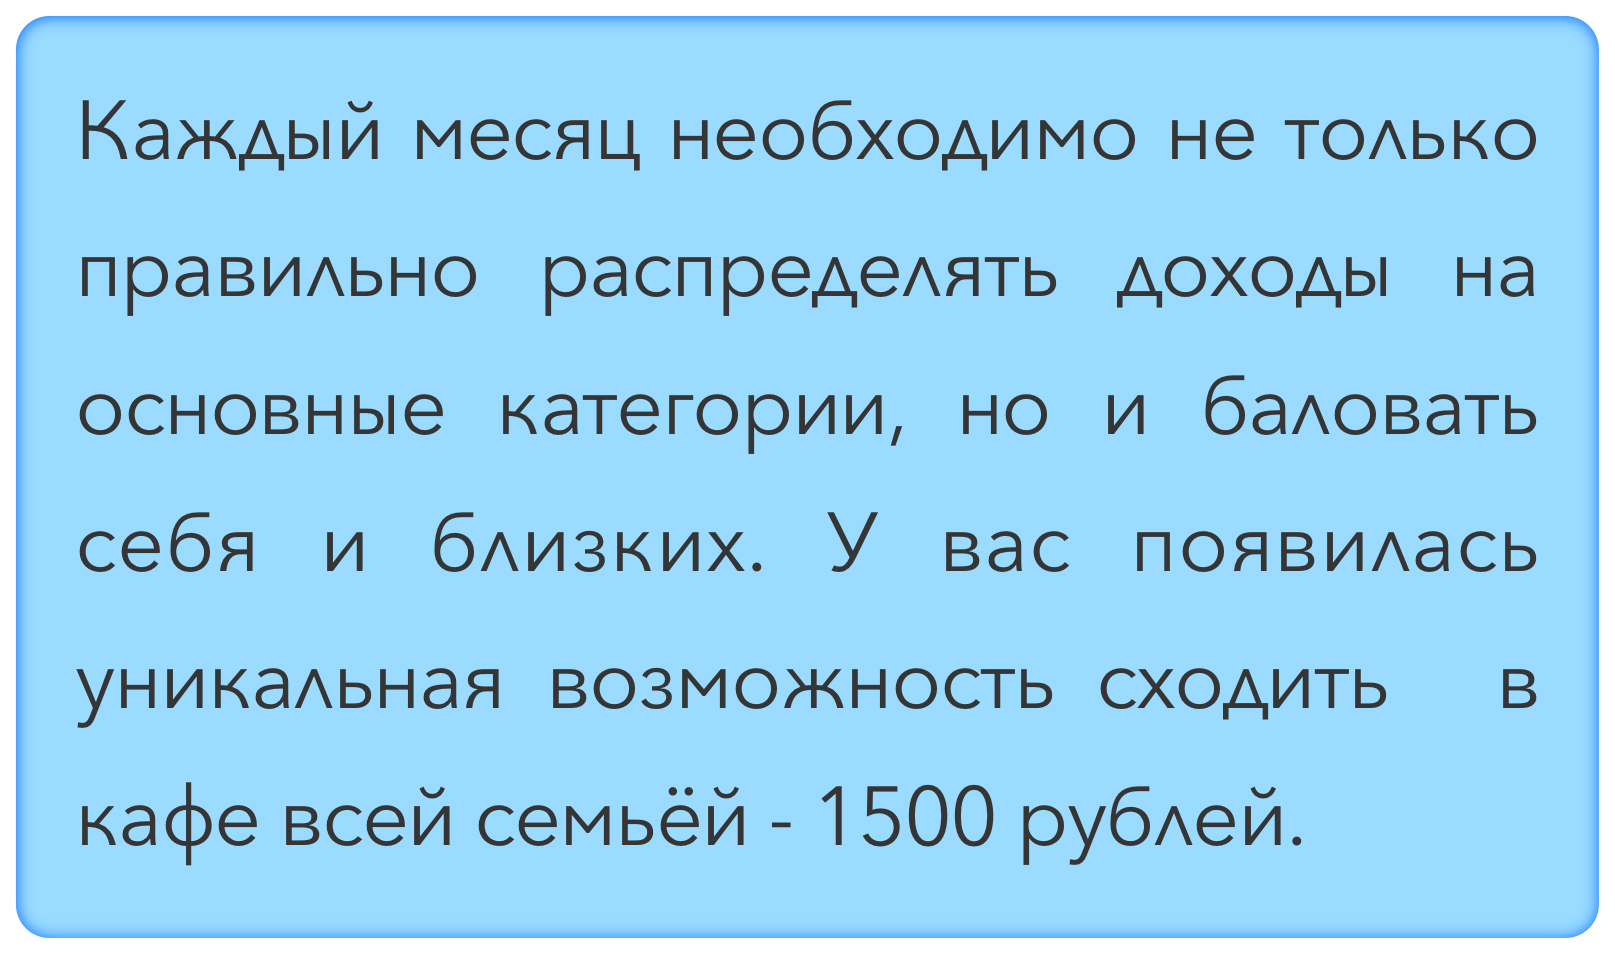 Каждый месяц необходимо не только
правильно распределять доходы на
основные категории, но и баловать
себя и близких. У вас появилась
уникальная возможность сходить в
кафе всей семьёй - 1500 рублей.